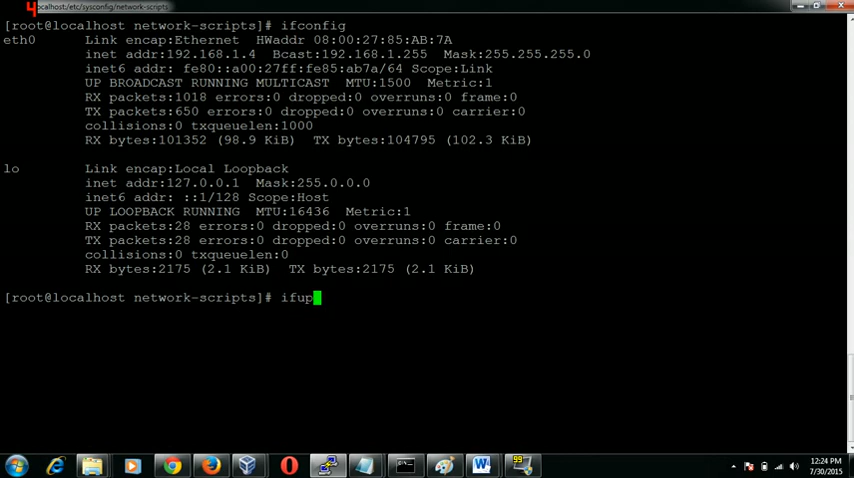 4
ocalhost:/etc/sysconfig/network-scripts
[root@localhost network-scripts]# ifconfig
eth0 Link encap:Ethernet HWaddr 08:00:27:85:AB:7A
inet addr:192.168.1.4 Bcast:192.168.1.255 Mask:255.255.255.0
inet6 addr: fe80::a00:27ff:fe85:ab7a/64 Scope:Link
UP BROADCAST RUNNING MULTICAST MTU:1500 Metric:1
RX packets:1018 errors:0 dropped:0 overruns:0 frame:0
TX packets:650 errors:0 dropped:0 overruns:0 carrier:0
collisions:0 txqueuelen:1000
RX bytes:101352 (98.9 KiB) TX bytes:104795 (102.3 KiB)
lo Link encap:Local Loopback
inet addr:127.0.0.1 Mask:255.0.0.0
inet6 addr: ::1/128 Scope:Host
UP LOOPBACK RUNNING MTU:16436 Metric:1
RX packets:28 errors:0 dropped:0 overruns:0 frame:0
TX packets:28 errors:0 dropped:0 overruns:0 carrier:0
collisions:0 txqueuelen:0
RX bytes:2175 (2.1 KiB) TX bytes:2175 (2.1 KiB)
[root@localhost network-scripts]# ifup
99
12:24 PM
7/30/2015